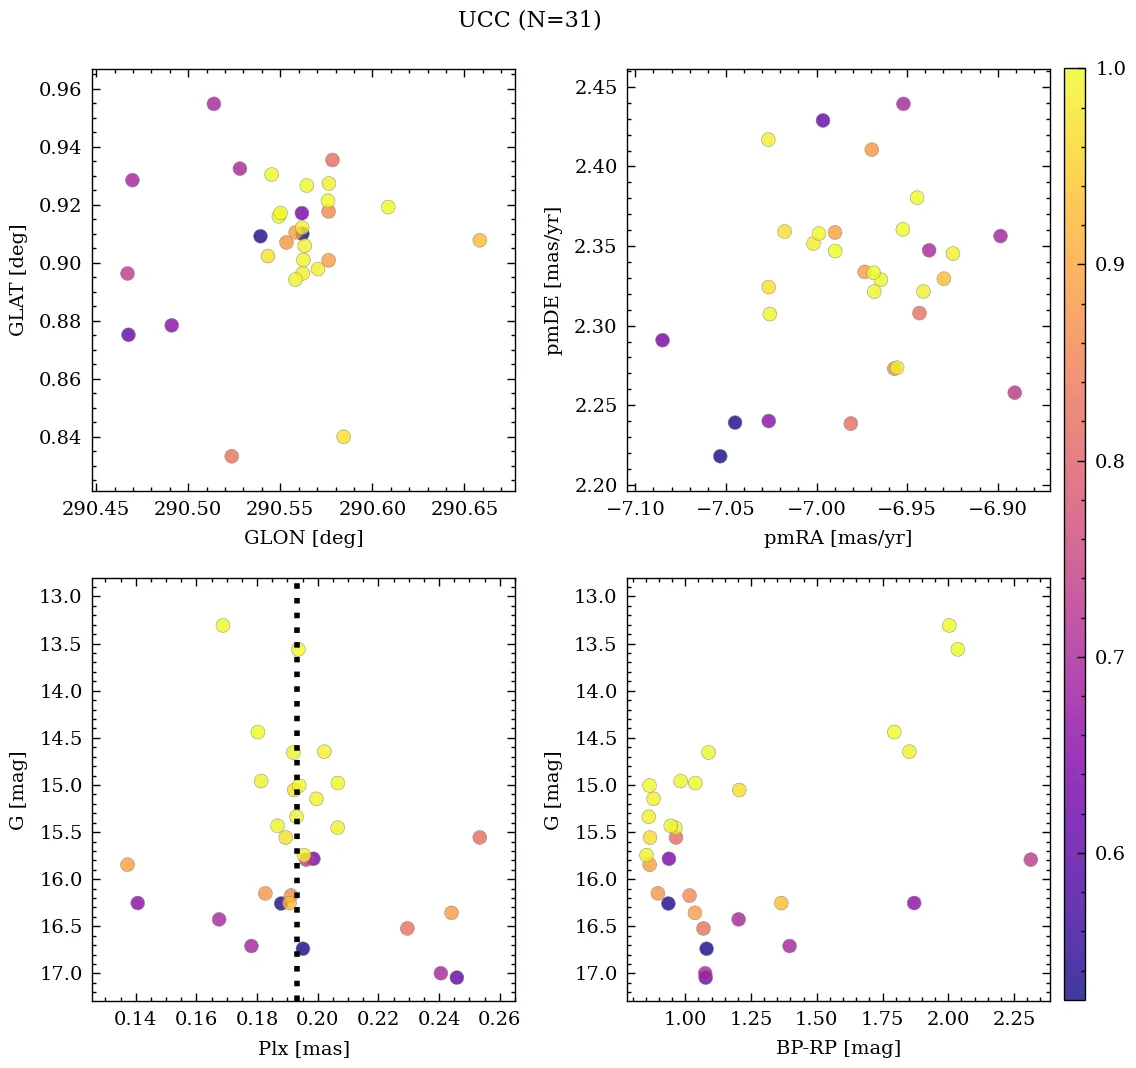 UCC (N=31)
0.96
0.94
0.92
0.90
0.88
0.86
0.84
GLAT [deg]
290.45 290.50 290.55 290.60 290.65
GLON [deg]
2.45
2.40
2.35
2.30
2.25
2.20
pmDE [mas/yr]
−7.10 −7.05 −7.00 −6.95 −6.90
pmRA [mas/yr]
13.0
13.5
14.0
14.5
15.0
15.5
16.0
16.5
17.0
G [mag]
0.14 0.16 0.18 0.20 0.22 0.24 0.26
Plx [mas]
13.0
13.5
14.0
14.5
15.0
15.5
16.0
16.5
17.0
G [mag]
1.00 1.25 1.50 1.75 2.00 2.25
BP-RP [mag]
1.0
0.9
0.8
0.7
0.6